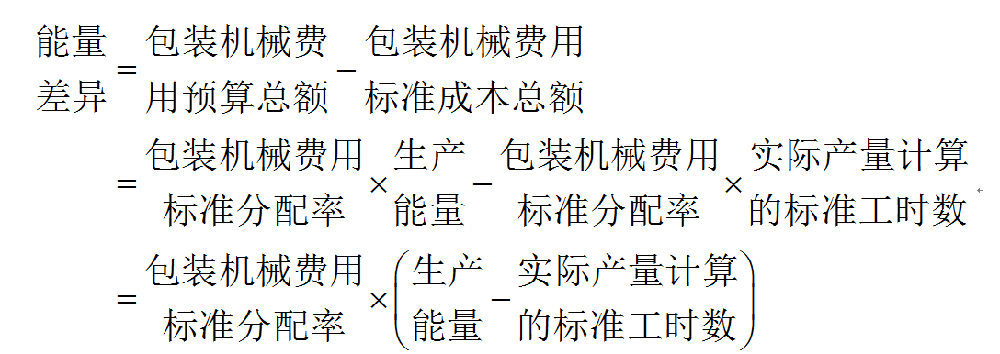 能量差异=包装机械费用预算总额−包装机械费用标准成本总额
=包装机械费用标准分配率×生产能量−包装机械费用标准分配率×实际产量计算的标准工时数
=包装机械费用标准分配率×(生产能量−实际产量计算的标准工时数)